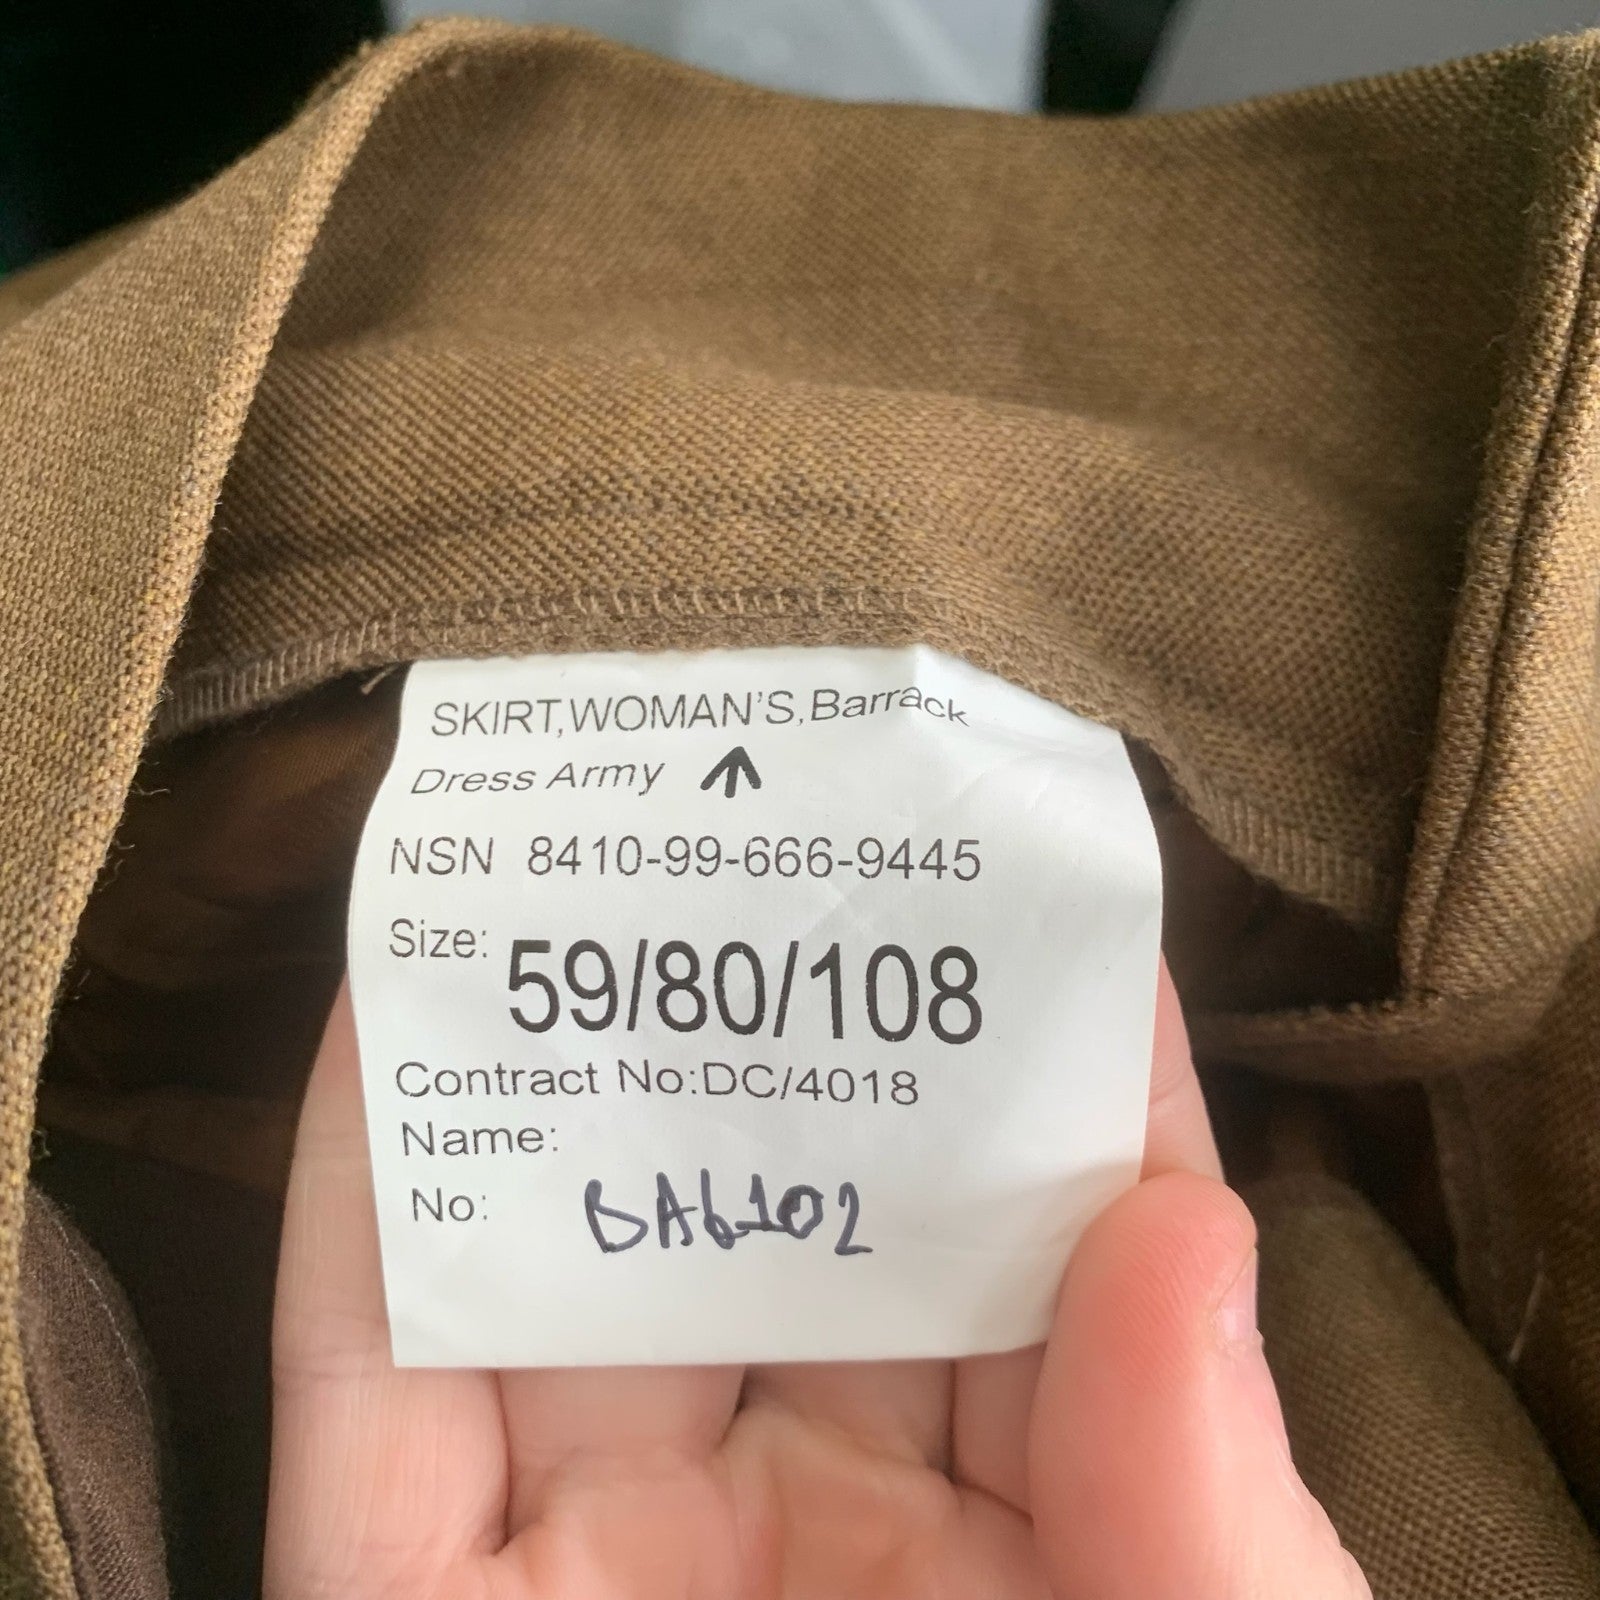 SKIRT,WOMAN'S,Barrack
Dress Army
NSN 8410-99-666-9445
Size: 59/80/108
Contract No:DC/4018
Name:
No: BA6102